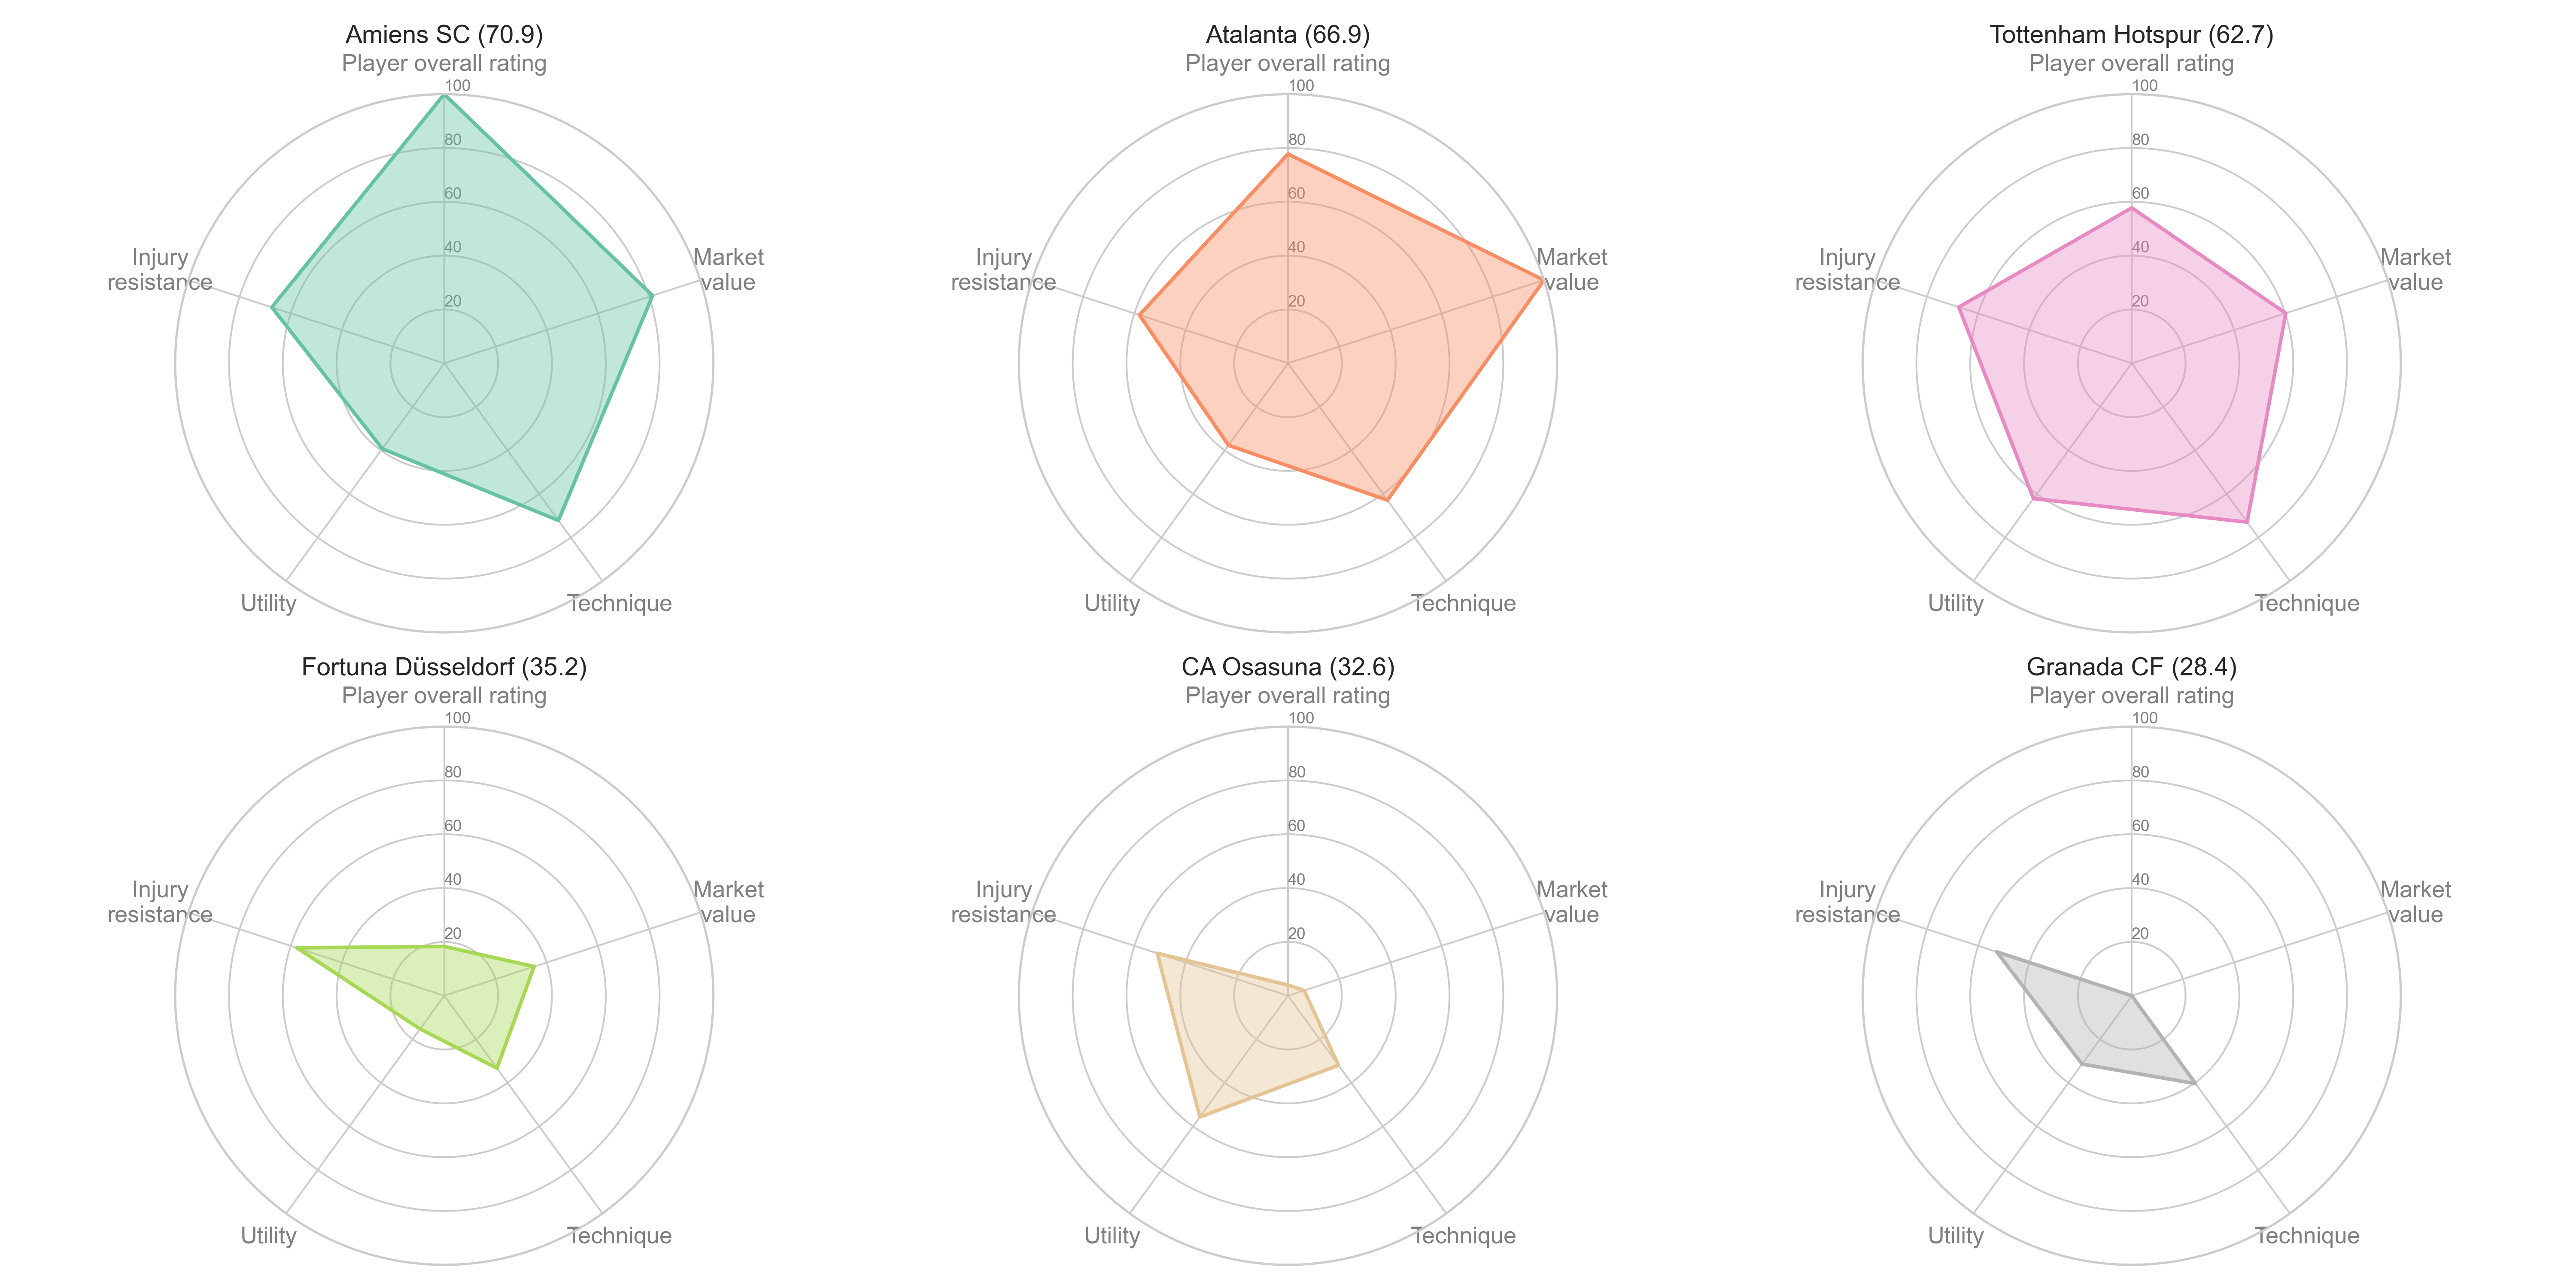 Amiens SC (70.9)
Player overall rating
100
80
60
40
20
Injury
resistance
Market
value
Utility
Technique
Atalanta (66.9)
Player overall rating
100
80
60
40
20
Injury
resistance
Market
value
Utility
Technique
Tottenham Hotspur (62.7)
Player overall rating
100
80
60
40
20
Injury
resistance
Market
value
Utility
Technique
Fortuna Düsseldorf (35.2)
Player overall rating
100
80
60
40
20
Injury
resistance
Market
value
Utility
Technique
CA Osasuna (32.6)
Player overall rating
100
80
60
40
20
Injury
resistance
Market
value
Utility
Technique
Granada CF (28.4)
Player overall rating
100
80
60
40
20
Injury
resistance
Market
value
Utility
Technique